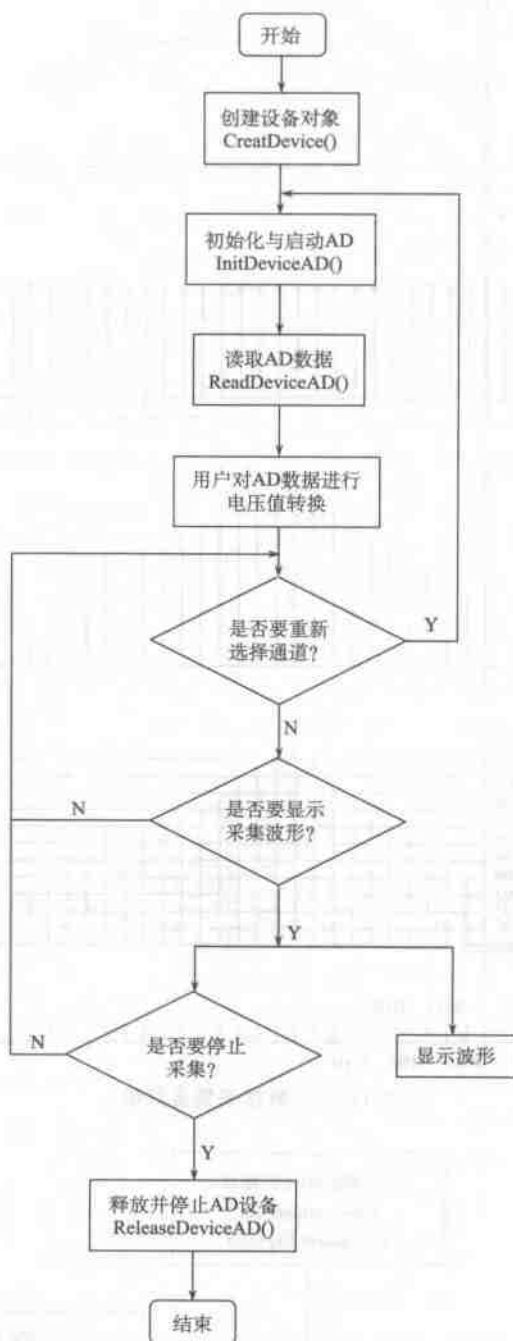 开始
创建设备对象
CreatDevice()
初始化与启动AD
InitDeviceAD()
读取AD数据
ReadDeviceAD()
用户对AD数据进行
电压值转换
是否要重新
选择通道?
Y
N
是否要显示
采集波形?
N
Y
是否要停止
采集?
N
显示波形
Y
释放并停止AD设备
ReleaseDeviceAD()
结束